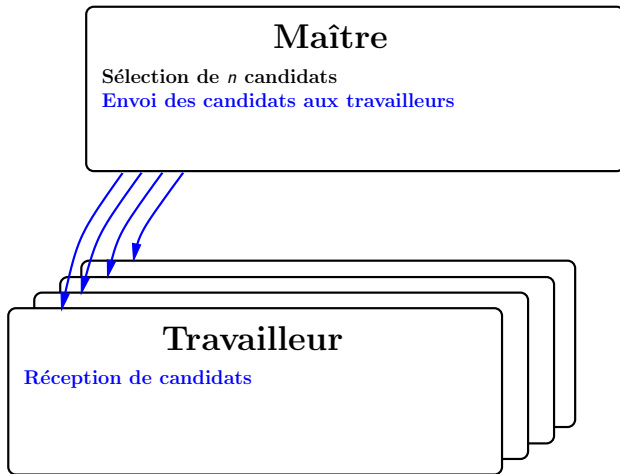 Maître
Sélection de n candidats
Envoi des candidats aux travailleurs
Travailleur
Réception de candidats